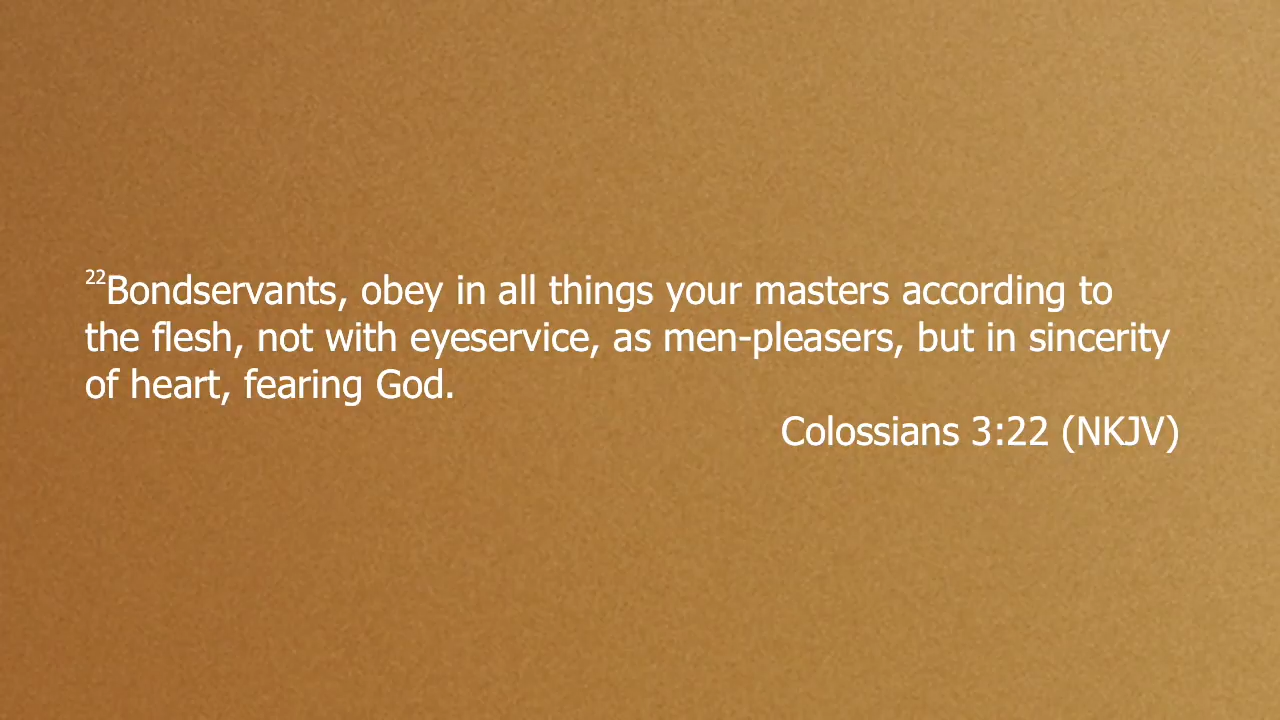 22Bondservants, obey in all things your masters according to
the flesh, not with eyeservice, as men-pleasers, but in sincerity
of heart, fearing God.
Colossians 3:22 (NKJV)